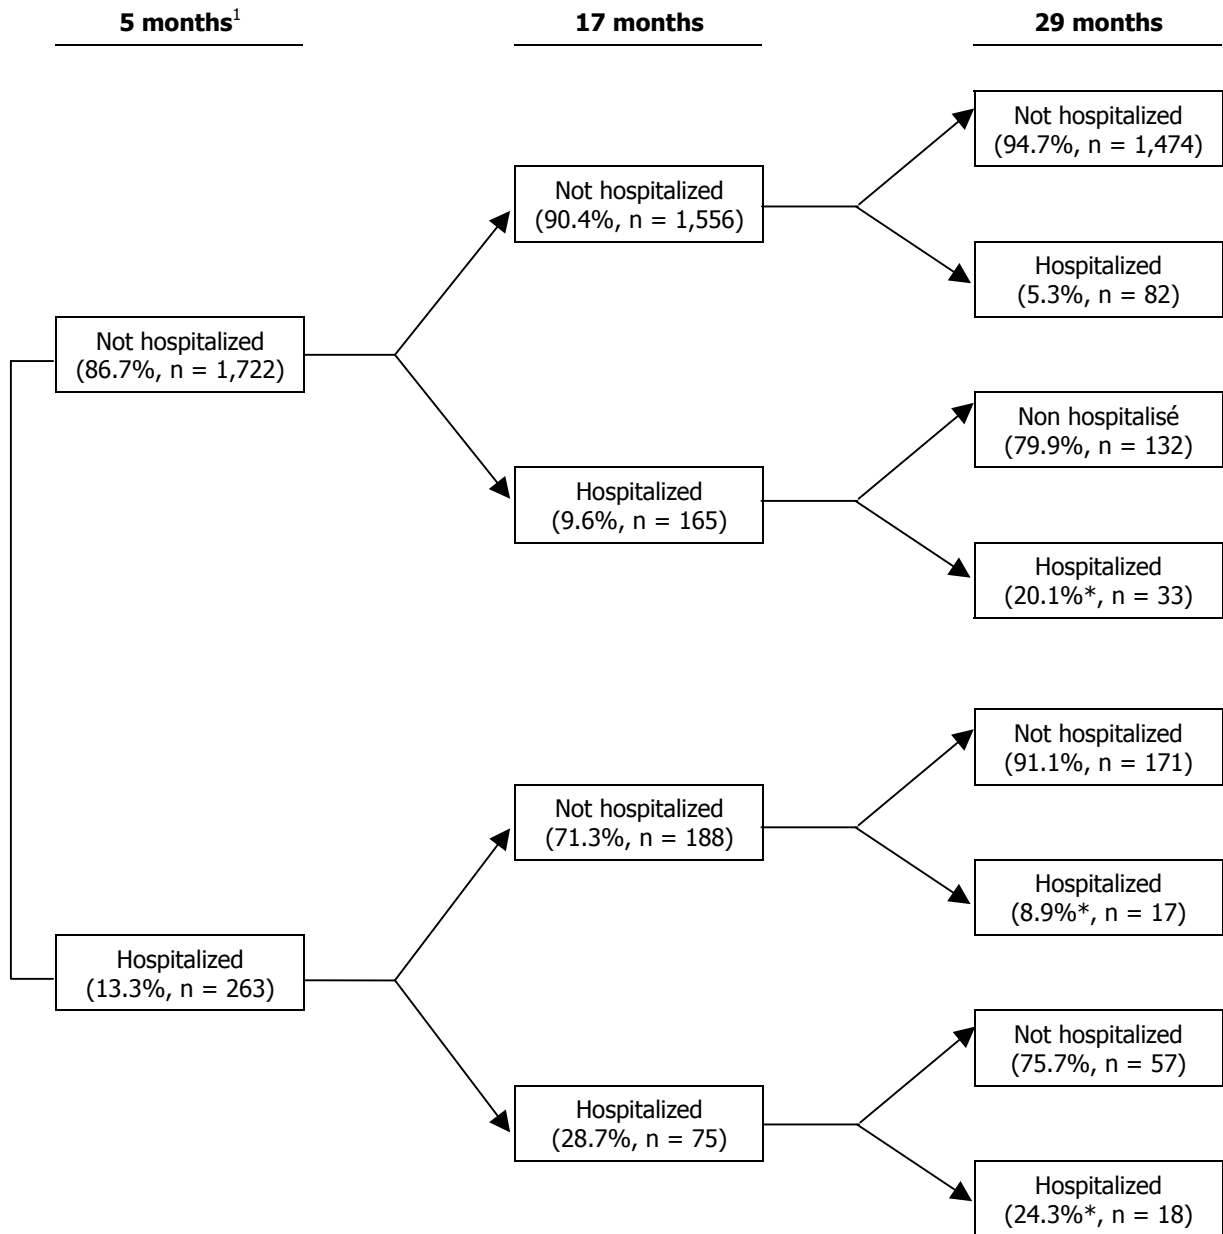 5 months¹
17 months
29 months
Not hospitalized
(94.7%, n = 1,474)
Not hospitalized
(90.4%, n = 1,556)
Hospitalized
(5.3%, n = 82)
Not hospitalized
(86.7%, n = 1,722)
Non hospitalisé
(79.9%, n = 132)
Hospitalized
(9.6%, n = 165)
Hospitalized
(20.1%*, n = 33)
Not hospitalized
(91.1%, n = 171)
Not hospitalized
(71.3%, n = 188)
Hospitalized
(8.9%*, n = 17)
Hospitalized
(13.3%, n = 263)
Not hospitalized
(75.7%, n = 57)
Hospitalized
(28.7%, n = 75)
Hospitalized
(24.3%*, n = 18)